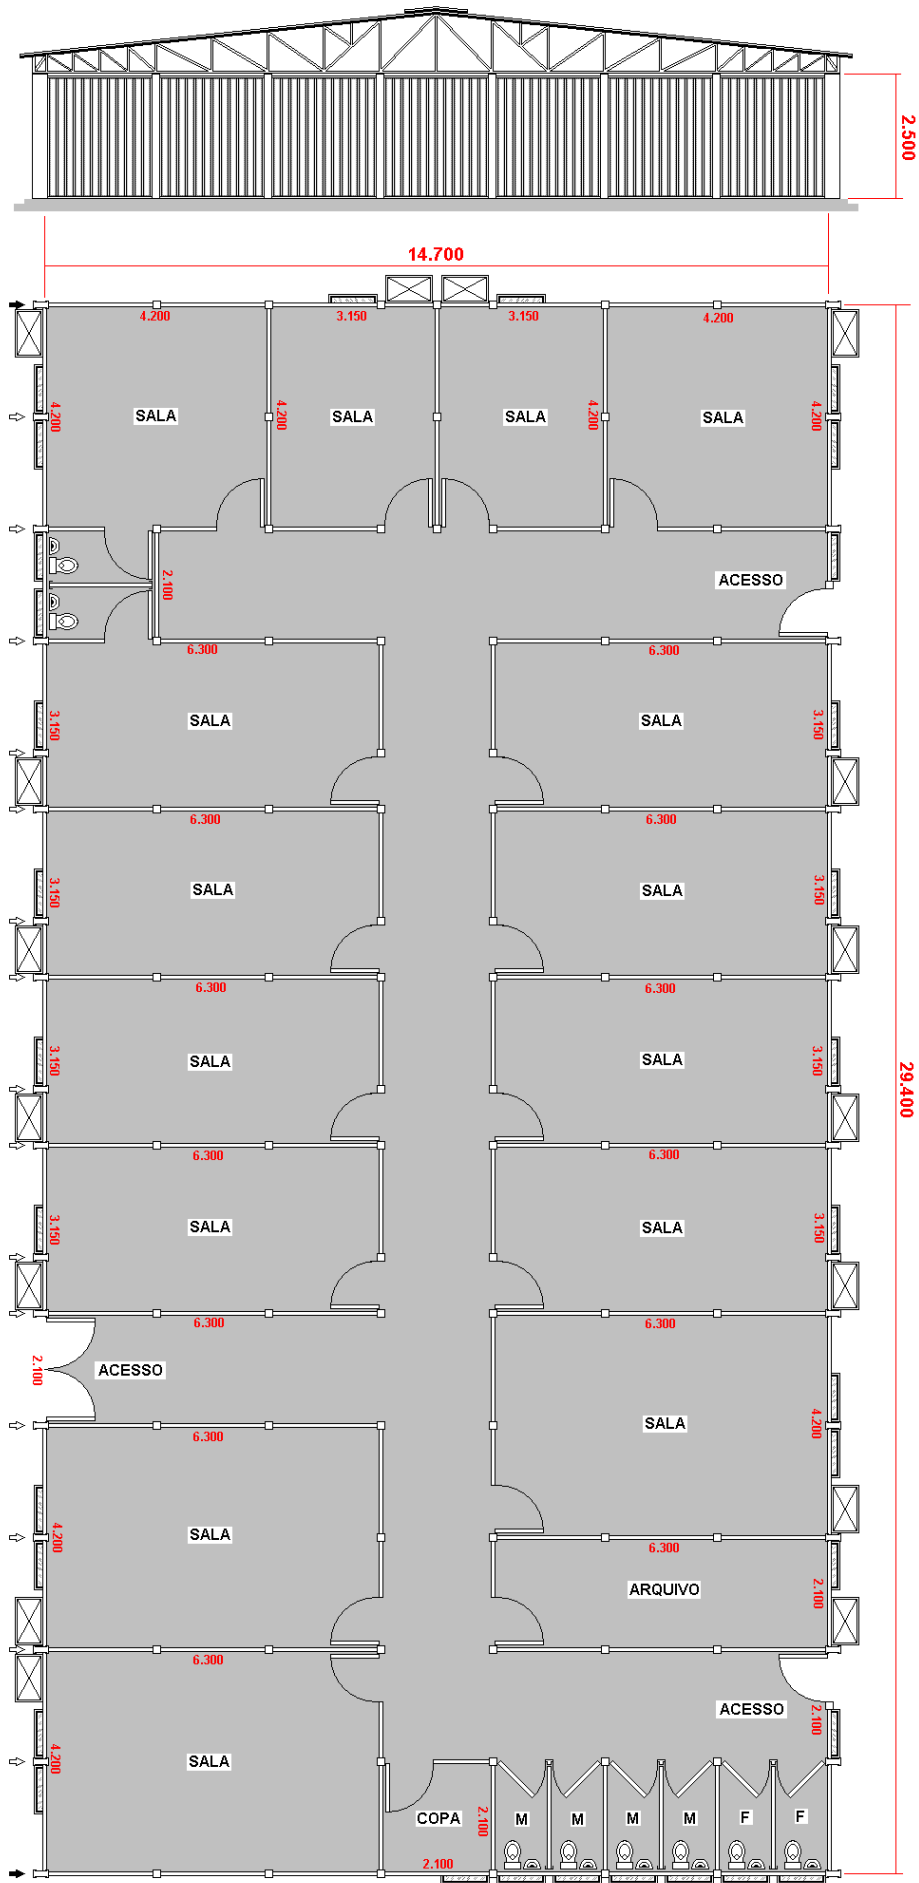 2.500
14.700
4.200
3.150
3.150
4.200
4.200
SALA
4.200
SALA
SALA
4.200
SALA
4.200
2.100
ACESSO
6.300
6.300
3.150
SALA
SALA
3.150
6.300
6.300
3.150
SALA
SALA
3.150
6.300
6.300
3.150
SALA
SALA
3.150
29.400
6.300
6.300
3.150
SALA
SALA
3.150
6.300
6.300
2.100
ACESSO
SALA
4.200
6.300
4.200
SALA
6.300
ARQUIVO
2.100
6.300
ACESSO
2.100
4.200
SALA
COPA
2.100
M
M
M
M
F
F
2.100